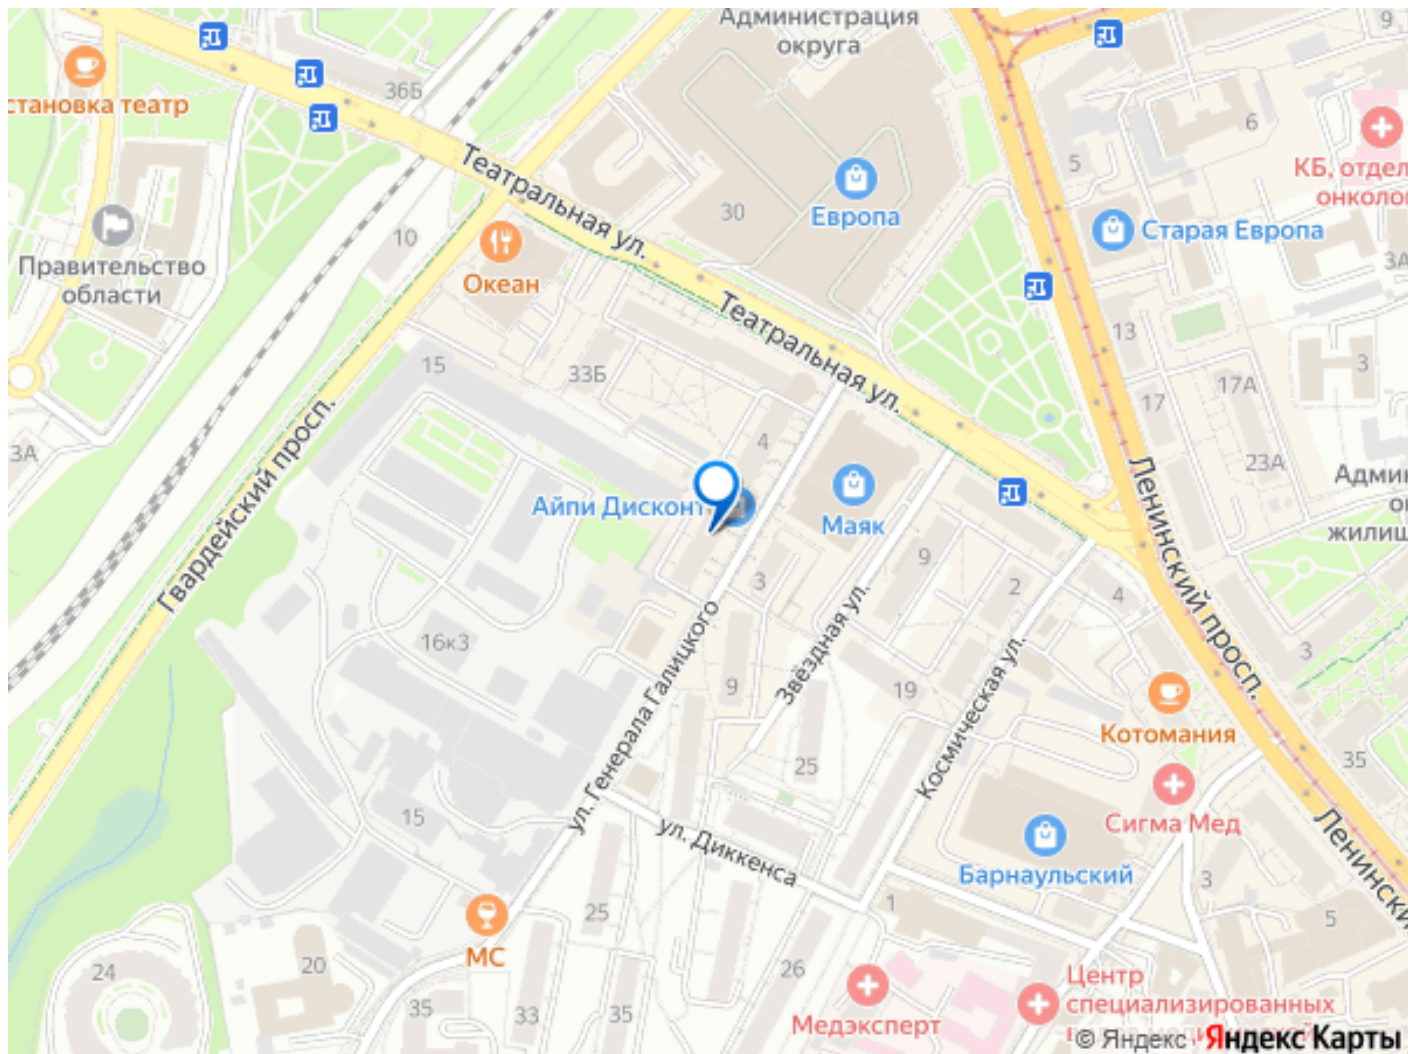 Администрация
округа
9
36Б
становка театр
6
5
КБ, отдел
онколог
Театральная ул.
30
Европа
Старая Европа
10
Правительство
области
Океан
3А
Театральная ул.
13
15
33Б
3
17А
17
3А
4
23А
Гвардейский просп.
Ленинский просп.
Админ
жилищ
Айпи Дисконт
Маяк
9
3
2
4
16к3
ул. Генерала Галицкого
Звёздная ул.
Космическая ул.
3
9
19
Котомания
25
35
15
Сигма Мед
Ленинский
ул. Диккенса
Барнаульский
3
1
25
5
МС
20
24
26
Центр
специализированных
35
33
35
Медэксперт
© Яндекс Яндекс Карты